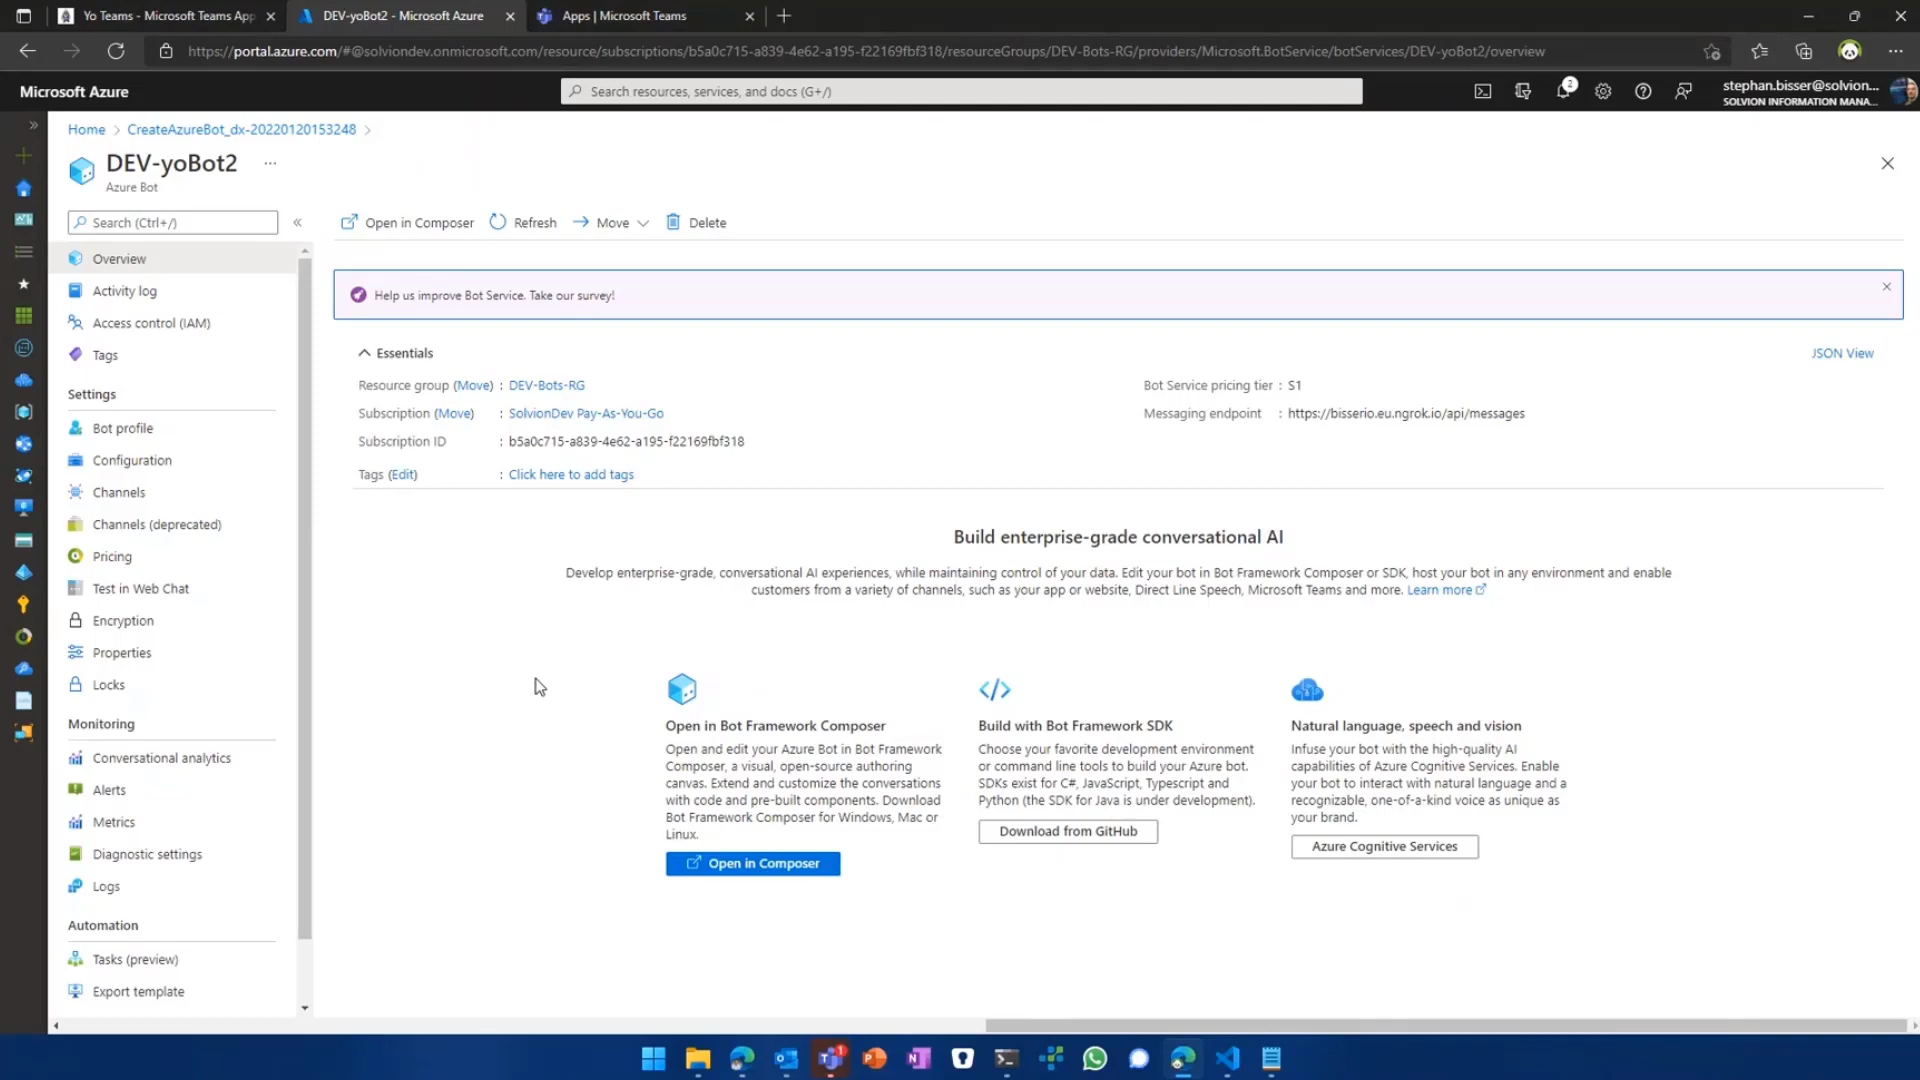 Yo Teams - Microsoft Teams App
DEV-yoBot2 - Microsoft Azure
Apps | Microsoft Teams
https://portal.azure.com/#@solviondev.onmicrosoft.com/resource/subscriptions/b5a0c715-a839-4e62-a195-f22169fbf318/resourceGroups/DEV-Bots-RG/providers/Microsoft.BotService/botServices/DEV-yoBot2/overview
Microsoft Azure
Search resources, services, and docs (G+/)
2
stephan.bisser@solvion...
SOLVION INFORMATION MANA...
Home > CreateAzureBot_dx-20220120153248 >
DEV-yoBot2 ...
Azure Bot
Search (Ctrl+/)
Open in Composer
Refresh
Move
Delete
Overview
Activity log
Access control (IAM)
Tags
Settings
Bot profile
Configuration
Channels
Channels (deprecated)
Pricing
Test in Web Chat
Encryption
Properties
Locks
Monitoring
Conversational analytics
Alerts
Metrics
Diagnostic settings
Logs
Automation
Tasks (preview)
Export template
Help us improve Bot Service. Take our survey!
Essentials
JSON View
Resource group (Move) : DEV-Bots-RG
Subscription (Move) : SolvionDev Pay-As-You-Go
Subscription ID : b5a0c715-a839-4e62-a195-f22169fbf318
Tags (Edit) : Click here to add tags
Bot Service pricing tier : S1
Messaging endpoint : https://bisserio.eu.ngrok.io/api/messages
Build enterprise-grade conversational AI
Develop enterprise-grade, conversational AI experiences, while maintaining control of your data. Edit your bot in Bot Framework Composer or SDK, host your bot in any environment and enable
customers from a variety of channels, such as your app or website, Direct Line Speech, Microsoft Teams and more. Learn more
Open in Bot Framework Composer
Open and edit your Azure Bot in Bot Framework
Composer, a visual, open-source authoring
canvas. Extend and customize the conversations
with code and pre-built components. Download
Bot Framework Composer for Windows, Mac or
Linux.
Open in Composer
Build with Bot Framework SDK
Choose your favorite development environment
or command line tools to build your Azure bot.
SDKs exist for C#, JavaScript, Typescript and
Python (the SDK for Java is under development).
Download from GitHub
Natural language, speech and vision
Infuse your bot with the high-quality AI
capabilities of Azure Cognitive Services. Enable
your bot to interact with natural language and a
recognizable, one-of-a-kind voice as unique as
your brand.
Azure Cognitive Services
1